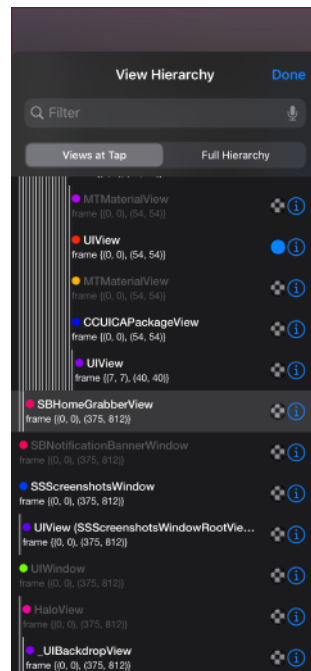 View Hierarchy
Done
Filter
Views at Tap
Full Hierarchy
MTMaterialView
frame {(0, 0), (54, 54)}
UIView
frame {(0, 0), (54, 54)}
MTMaterialView
frame {(0, 0), (54, 54)}
CCUICAPackageView
frame {(0, 0), (54, 54)}
UIView
frame {(7, 7), (40, 40)}
SBHomeGrabberView
frame {(0, 0), (375, 812)}
SBNotificationBannerWindow
frame {(0, 0), (375, 812)}
SSScreenshotsWindow
frame {(0, 0), (375, 812)}
UIView (SSScreenshotsWindowRootVie...
frame {(0, 0), (375, 812)}
UIWindow
frame {(0, 0), (375, 812)}
HaloView
frame {(0, 0), (375, 812)}
_UIBackdropView
frame {(0, 0), (375, 812)}